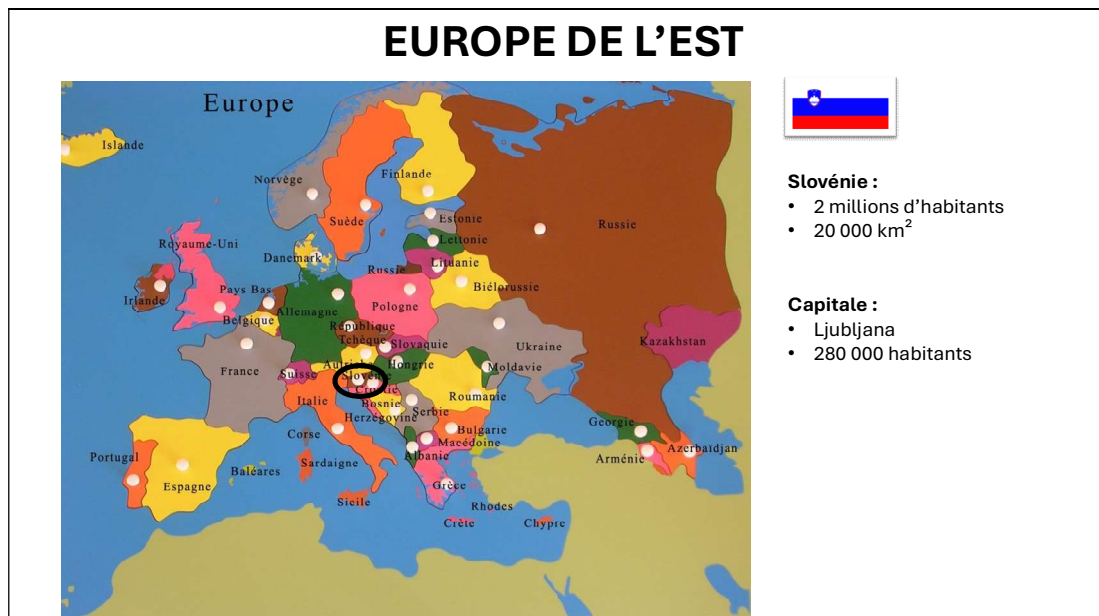 EUROPE DE L’EST
Europe
Islande
Norvège
Finlande
Suède
Estonie
Russie
Lettonie
Royaume-Uni
Danemark
Lituanie
Russie
Biélorussie
Irlande
Pays Bas
Pologne
Allemagne
Belgique
République
Tchèque
Slovaquie
Ukraine
Kazakhstan
Autriche
Hongrie
Moldavie
France
Suisse
Slovénie
Croatie
Roumanie
Italie
Bosnie
Herzégovine
Serbie
Corse
Bulgarie
Géorgie
Macédoine
Azerbaïdjan
Albanie
Arménie
Portugal
Baléares
Sardaigne
Espagne
Grèce
Sicile
Rhodes
Crète
Chypre
Slovénie :
• 2 millions d’habitants
• 20 000 km²
Capitale :
• Ljubljana
• 280 000 habitants